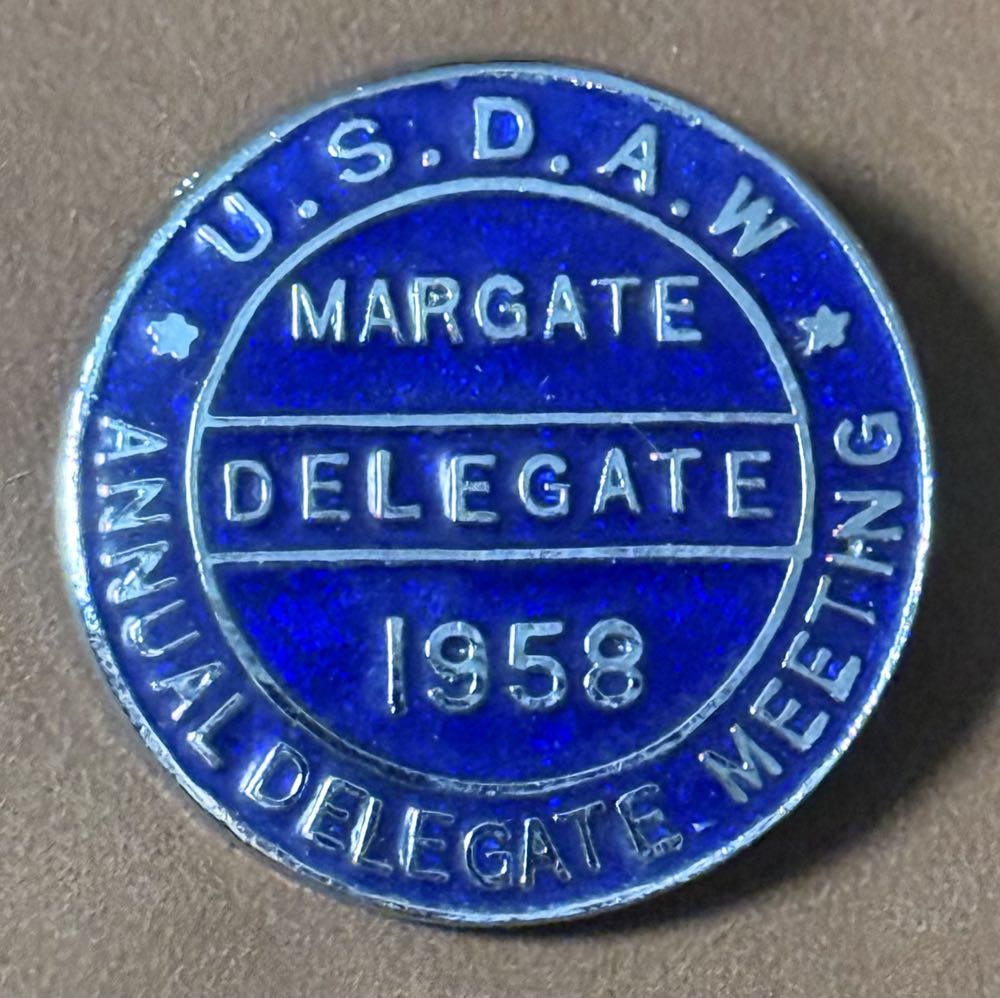 U.S.D.A.W
MARGATE
DELEGATE
1958
ANNUAL DELEGATE MEETING